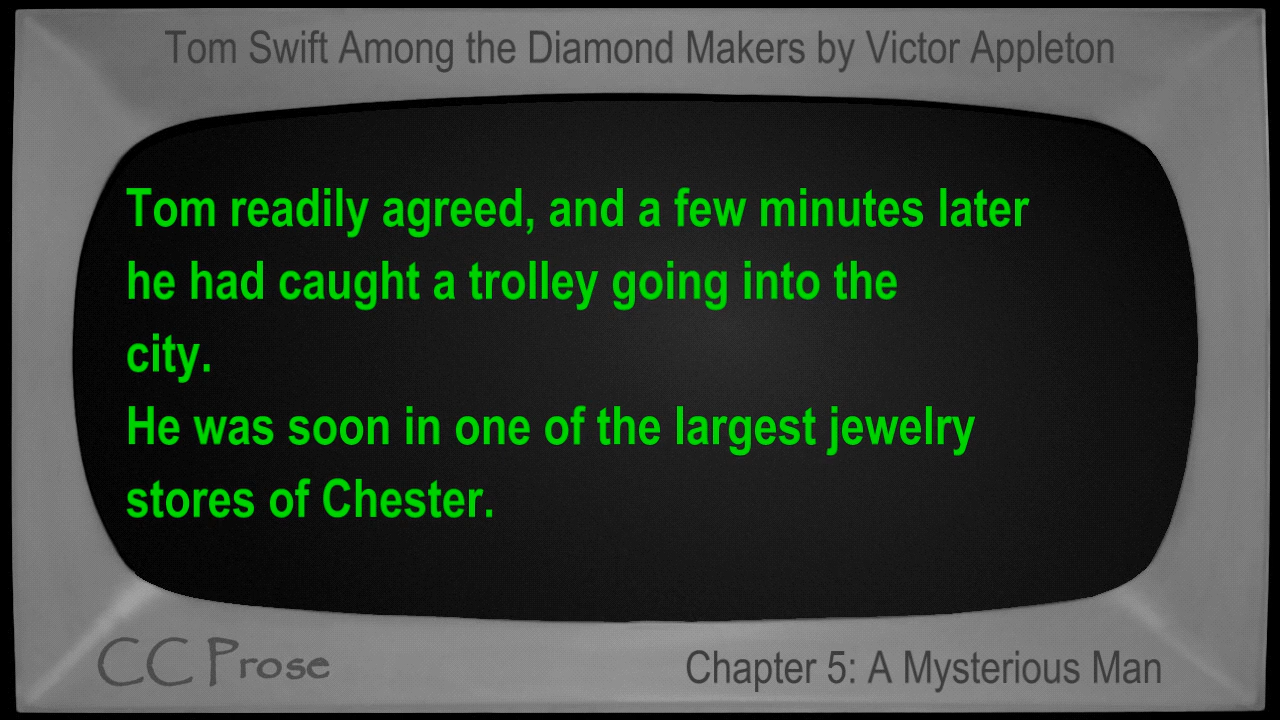 Tom Swift Among the Diamond Makers by Victor Appleton
Tom readily agreed, and a few minutes later
he had caught a trolley going into the
city.
He was soon in one of the largest jewelry
stores of Chester.
CC Prose
Chapter 5: A Mysterious Man